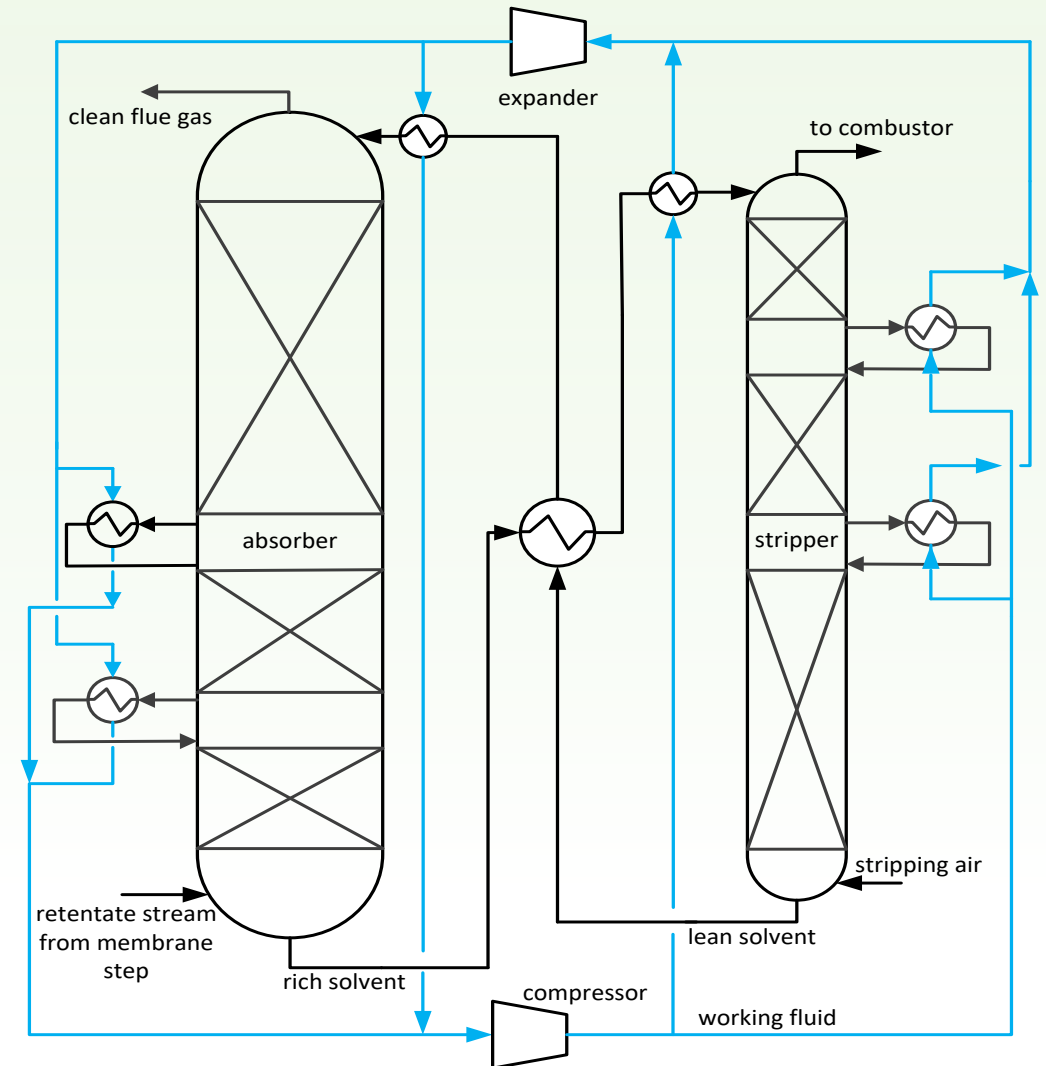 expander
clean flue gas
to combustor
absorber
stripper
stripping air
retentate stream
from membrane
step
lean solvent
rich solvent
compressor
working fluid